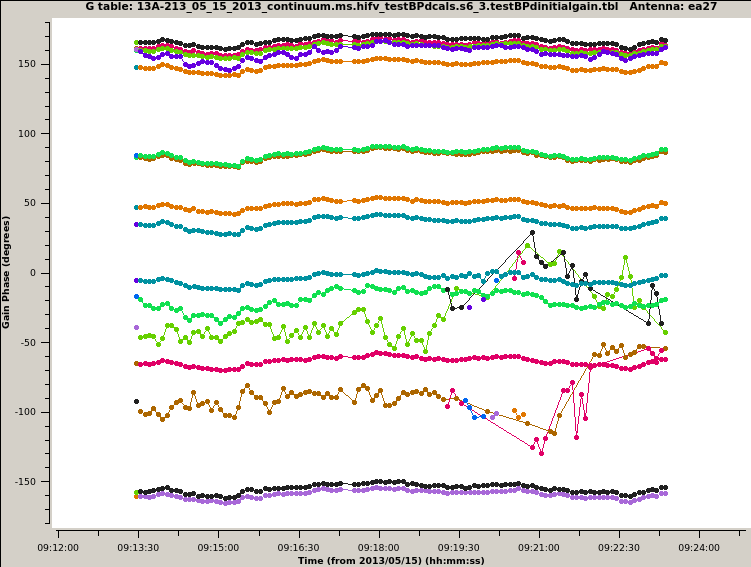 G table: 13A-213_05_15_2013_continuum.ms.hifv_testBPdcals.s6_3.testBPdinitialgain.tbl   Antenna: ea27
Gain Phase (degrees)
150
100
50
0
-50
-100
-150
09:12:00 09:13:30 09:15:00 09:16:30 09:18:00 09:19:30 09:21:00 09:22:30 09:24:00
Time (from 2013/05/15) (hh:mm:ss)